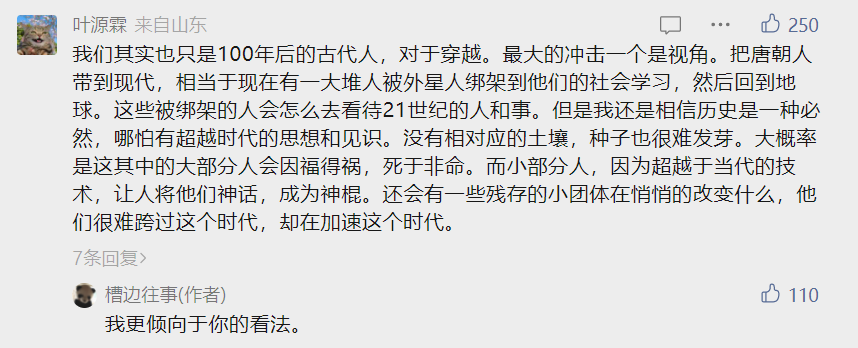 叶源霖 来自山东
250
我们其实也只是100年后的古代人，对于穿越。最大的冲击一个是视角。把唐朝人
带到现代，相当于现在有一大堆人被外星人绑架到他们的社会学习，然后回到地
球。这些被绑架的人会怎么去看待21世纪的人和事。但是我还是相信历史是一种必
然，哪怕有超越时代的思想和见识。没有相对应的土壤，种子也很难发芽。大概率
是这其中的大部分人会因福得祸，死于非命。而小部分人，因为超越于当代的技
术，让人将他们神话，成为神棍。还会有一些残存的小团体在悄悄的改变什么，他
们很难跨过这个时代，却在加速这个时代。
7条回复>
槽边往事(作者)
110
我更倾向于你的看法。